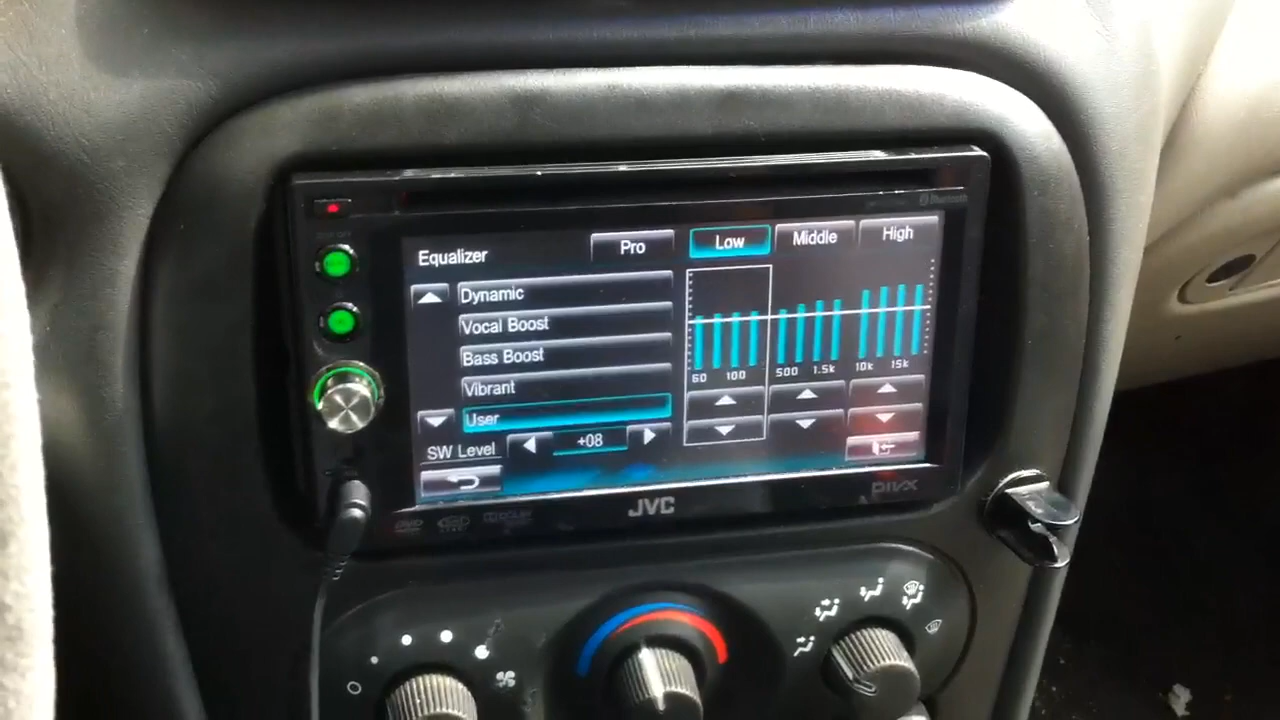 Bluetooth
Equalizer
Pro
Low
Middle
High
Dynamic
Vocal Boost
Bass Boost
Vibrant
User
60 100 500 1.5k 10k 15k
SW Level
+08
JVC
DIVX